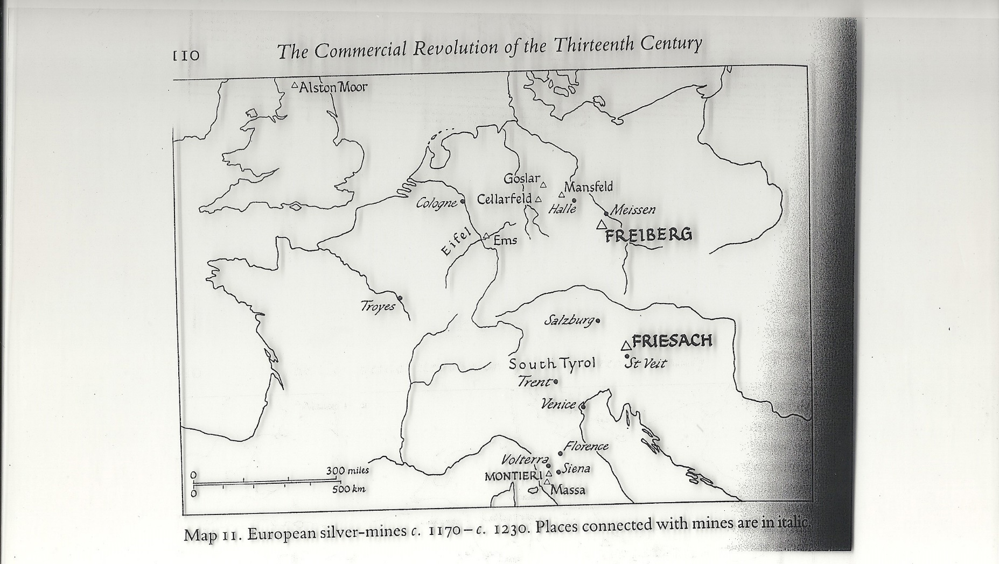 110
The Commercial Revolution of the Thirteenth Century
Alston Moor
Goslar
Mansfeld
Cologne
Cellarfeld
Halle
Meissen
FREIBERG
Eifel
Ems
Troyes
Salzburg
FRIESACH
South Tyrol
St Veit
Trent
Venice
Florence
Volterra
Siena
MONTIERI
Massa
0 300 miles
0 500 km
Map 11. European silver-mines c. 1170–c. 1230. Places connected with mines are in italic